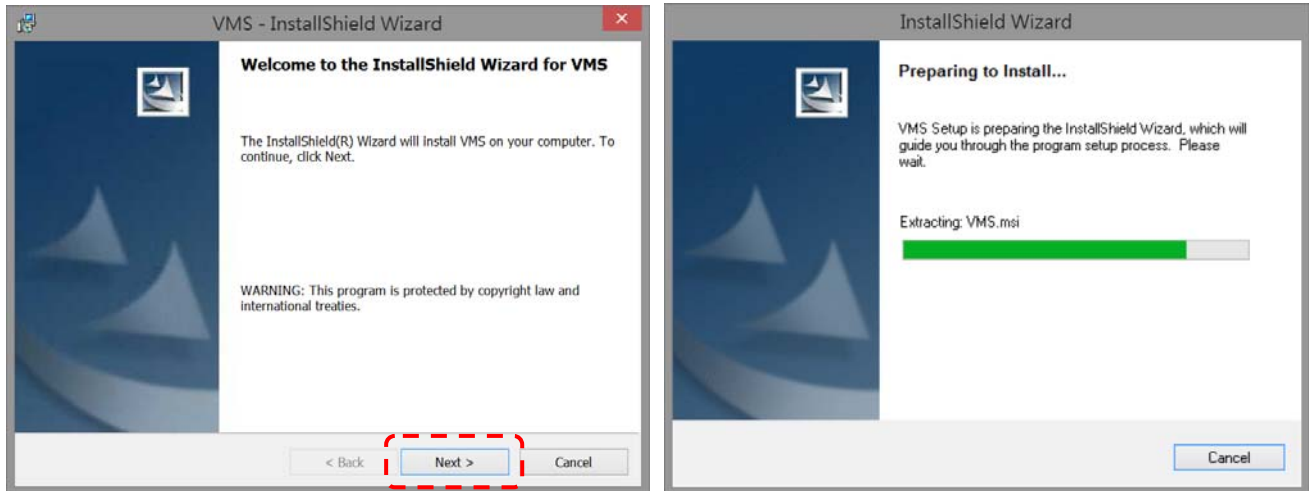 VMS - InstallShield Wizard
Welcome to the InstallShield Wizard for VMS
The InstallShield(R) Wizard will install VMS on your computer. To
continue, click Next.
WARNING: This program is protected by copyright law and
international treaties.
< Back
Next >
Cancel
InstallShield Wizard
Preparing to Install...
VMS Setup is preparing the InstallShield Wizard, which will
guide you through the program setup process. Please
wait.
Extracting: VMS.msi
Cancel